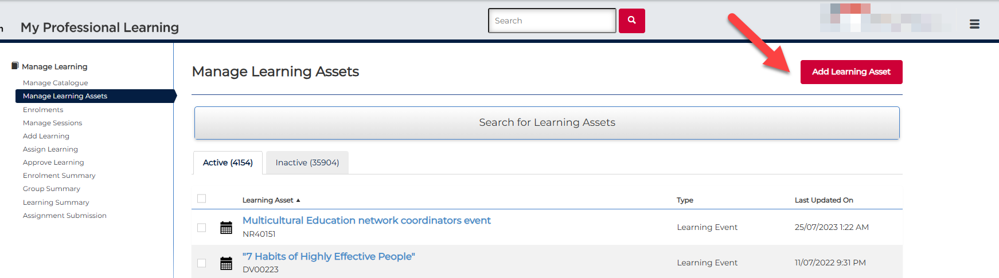 n
My Professional Learning
Search
Manage Learning
Manage Catalogue
Manage Learning Assets
Enrolments
Manage Sessions
Add Learning
Assign Learning
Approve Learning
Enrolment Summary
Group Summary
Learning Summary
Assignment Submission
Manage Learning Assets
Add Learning Asset
Search for Learning Assets
Active (4154) Inactive (35904)
Learning Asset ▲ Type Last Updated On
Multicultural Education network coordinators event
NR40151 Learning Event 25/07/2023 1:22 AM
"7 Habits of Highly Effective People"
DV00223 Learning Event 11/07/2022 9:31 PM